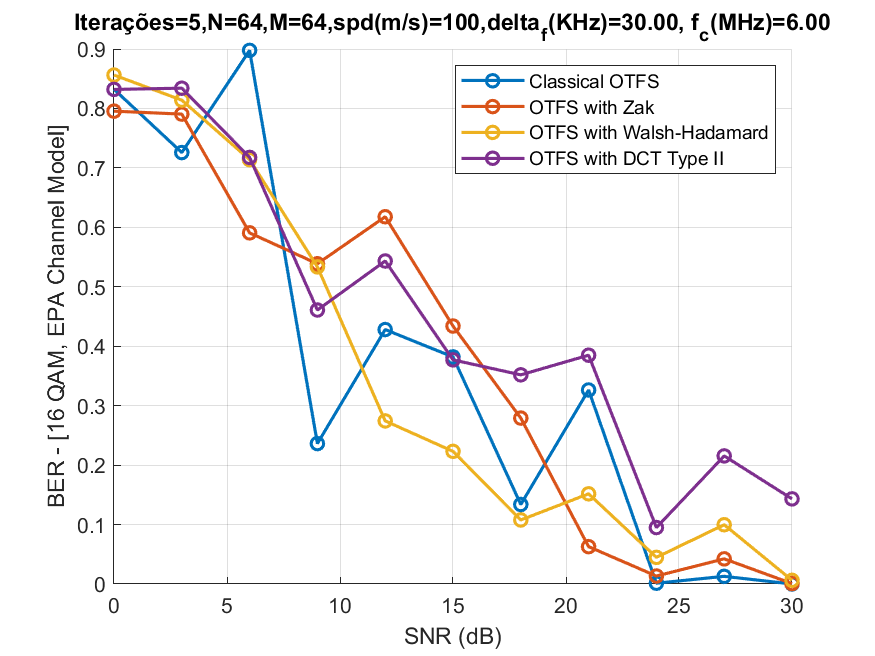 Iterações=5,N=64,M=64,spd(m/s)=100,delta_f(KHz)=30.00, f_c(MHz)=6.00
0.9
0.8
0.7
0.6
0.5
0.4
0.3
0.2
0.1
0
BER - [16 QAM, EPA Channel Model]
Classical OTFS
OTFS with Zak
OTFS with Walsh-Hadamard
OTFS with DCT Type II
0 5 10 15 20 25 30
SNR (dB)